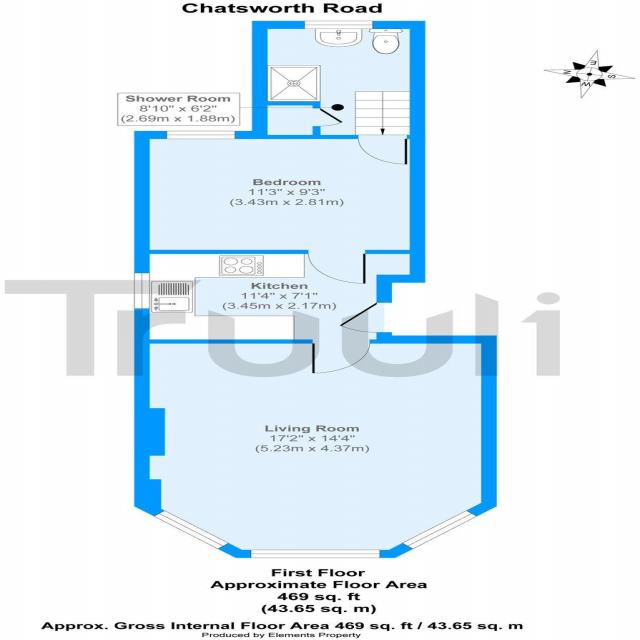 Chatsworth Road
Shower Room
8'10" x 6'2"
(2.69m x 1.88m)
Bedroom
11'3" x 9'3"
(3.43m x 2.81m)
Kitchen
11'4" x 7'1"
(3.45m x 2.17m)
Truuli
Living Room
17'2" x 14'4"
(5.23m x 4.37m)
First Floor
Approximate Floor Area
469 sq. ft
(43.65 sq. m)
Approx. Gross Internal Floor Area 469 sq. ft / 43.65 sq. m
Produced by Elements Property
N
E
S
W